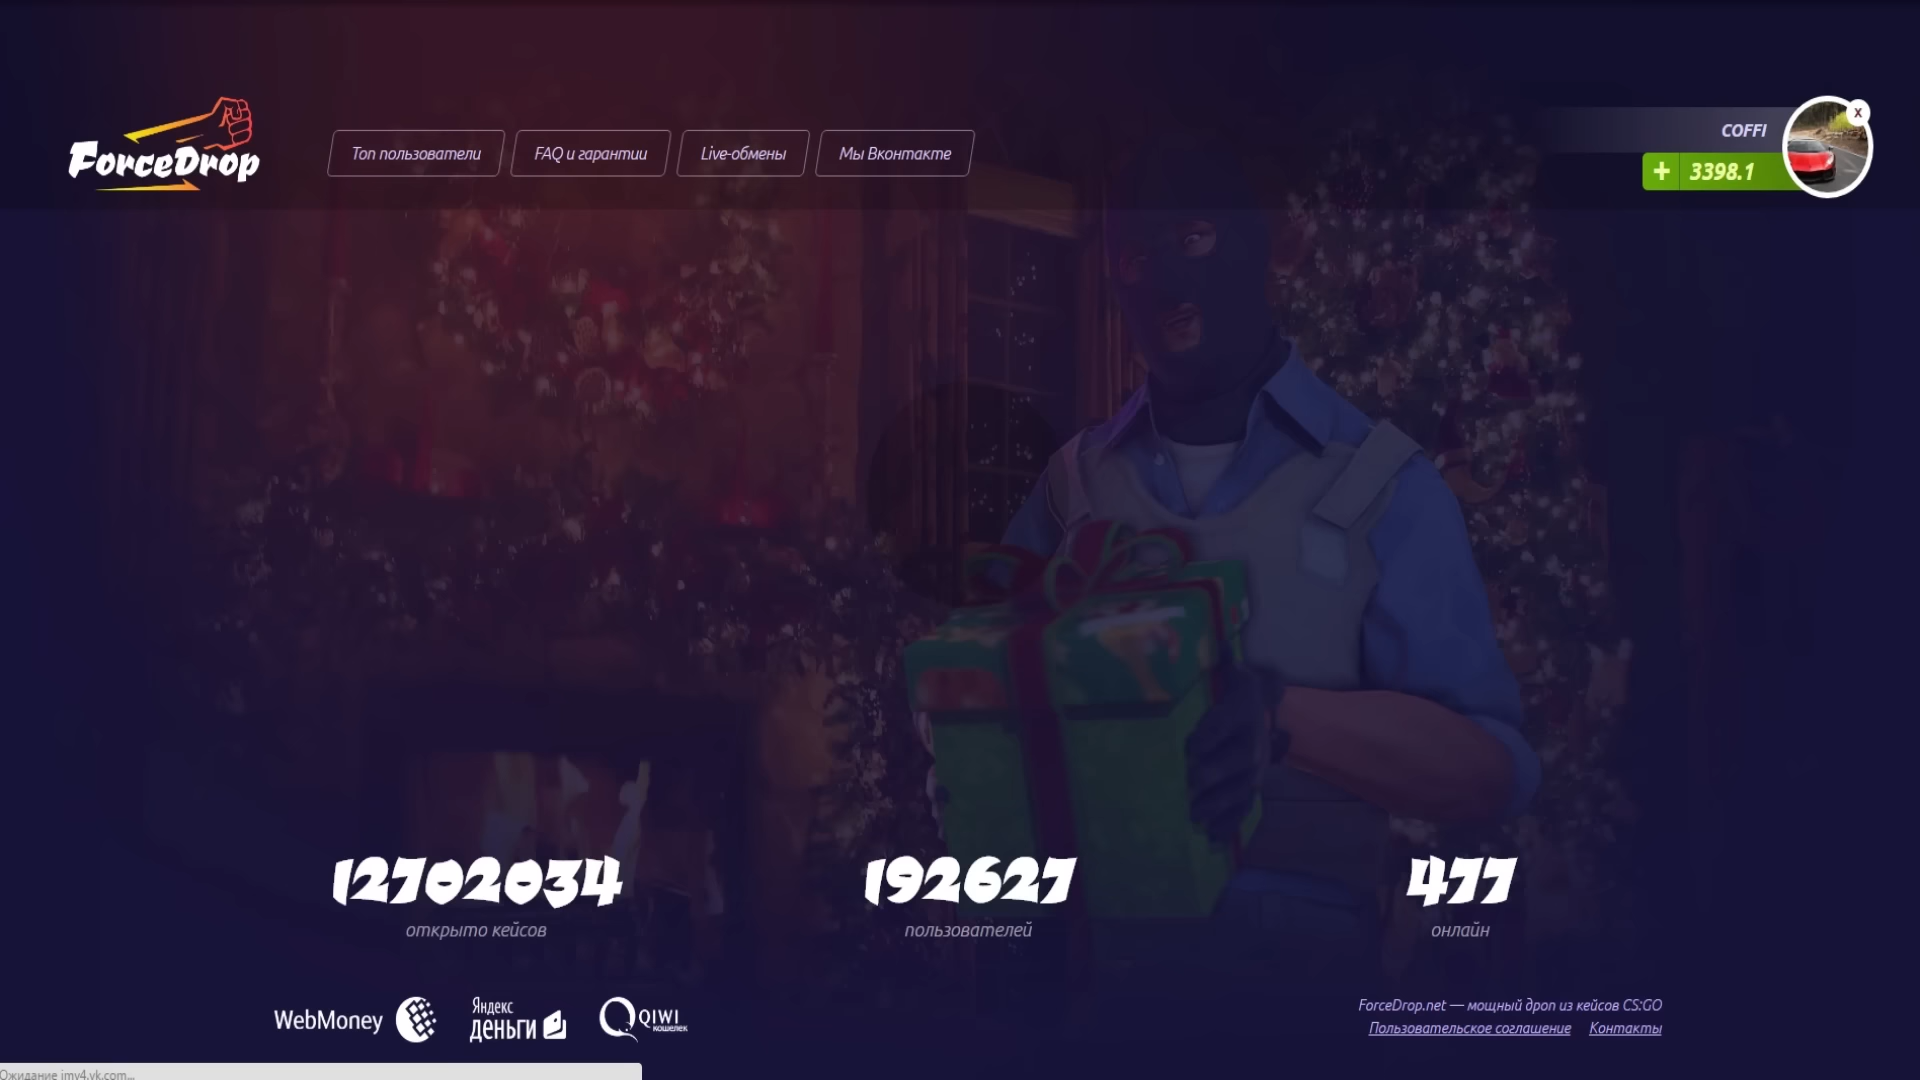 ForceDrop
Топ пользователи
FAQ и гарантии
Live-обмены
Мы Вконтакте
COFFI
x
+ 3398.1
12702034
открыто кейсов
192627
пользователей
477
онлайн
WebMoney
Яндекс
деньги
QIWI
КОШЕЛЕК
ForceDrop.net — мощный дроп из кейсов CS:GO
Пользовательское соглашение Контакты
Ожидание imv4.vk.com...